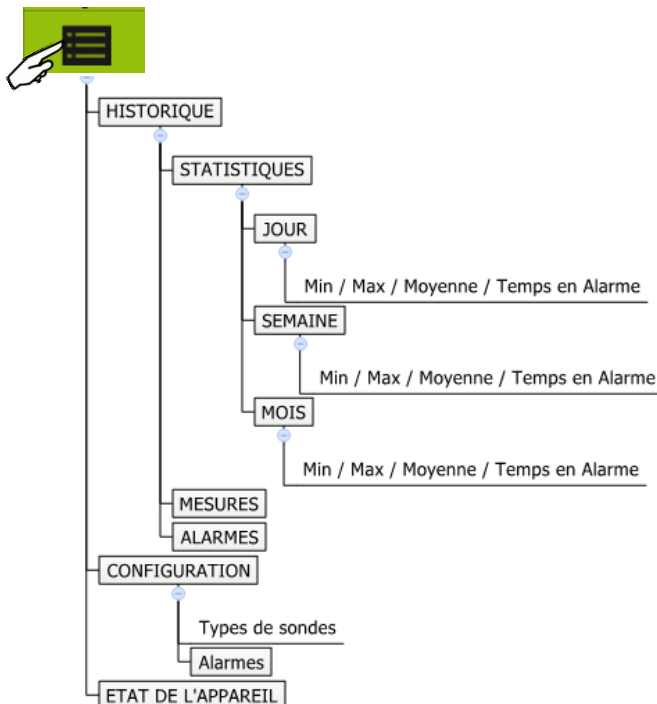 HISTORIQUE
STATISTIQUES
JOUR
Min / Max / Moyenne / Temps en Alarme
SEMAINE
Min / Max / Moyenne / Temps en Alarme
MOIS
Min / Max / Moyenne / Temps en Alarme
MESURES
ALARMES
CONFIGURATION
Types de sondes
Alarmes
ETAT DE L'APPAREIL